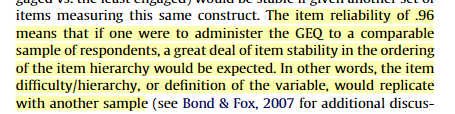 gaged vs. the least engaged) would be stable if given another set of
items measuring this same construct. The item reliability of .96
means that if one were to administer the GEQ to a comparable
sample of respondents, a great deal of item stability in the ordering
of the item hierarchy would be expected. In other words, the item
difficulty/hierarchy, or definition of the variable, would replicate
with another sample (see Bond & Fox, 2007 for additional discus-